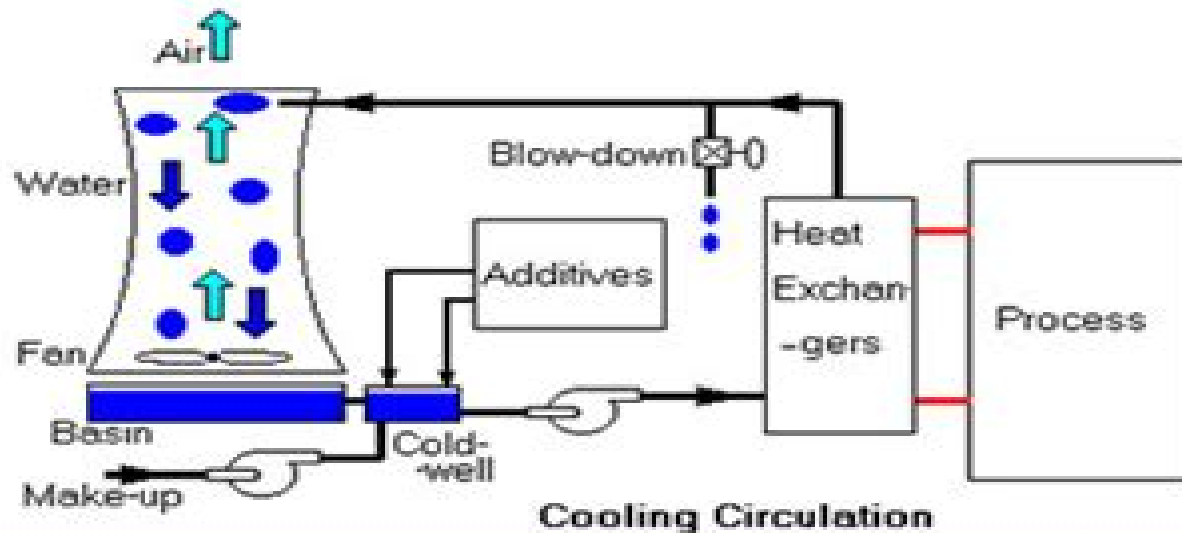 Air
Water
Blow-down
Additives
Heat
Exchan-
-gers
Process
Fan
Basin
Cold-
-well
Make-up
Cooling Circulation